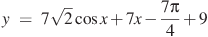 y = 7√2 cos x + 7x − 7π/4 + 9